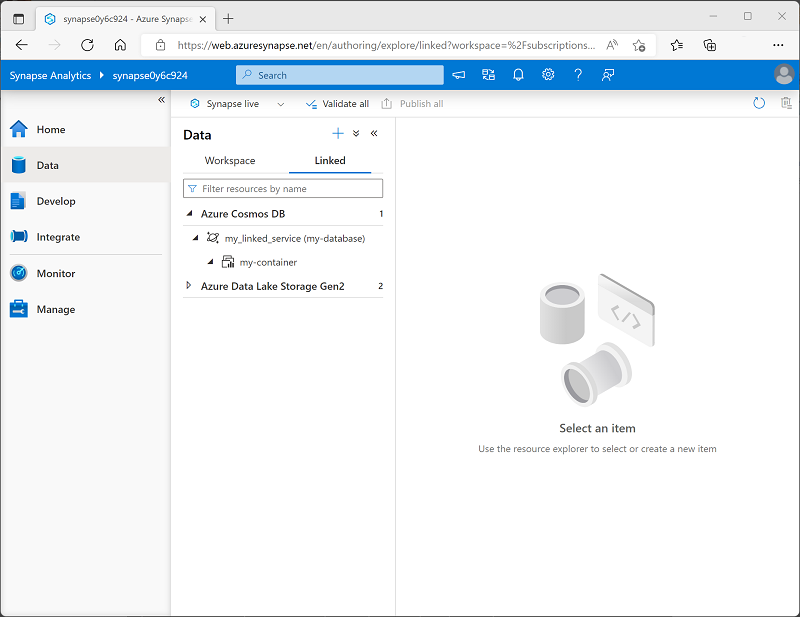 synapse0y6c924 - Azure Synapse
https://web.azuresynapse.net/en/authoring/explore/linked?workspace=%2Fsubscriptions...
Synapse Analytics
synapse0y6c924
Search
Synapse live
Validate all
Publish all
Home
Data
Develop
Integrate
Monitor
Manage
Data
Workspace
Linked
Filter resources by name
Azure Cosmos DB 1
my_linked_service (my-database)
my-container
Azure Data Lake Storage Gen2 2
</>
Select an item
Use the resource explorer to select or create a new item